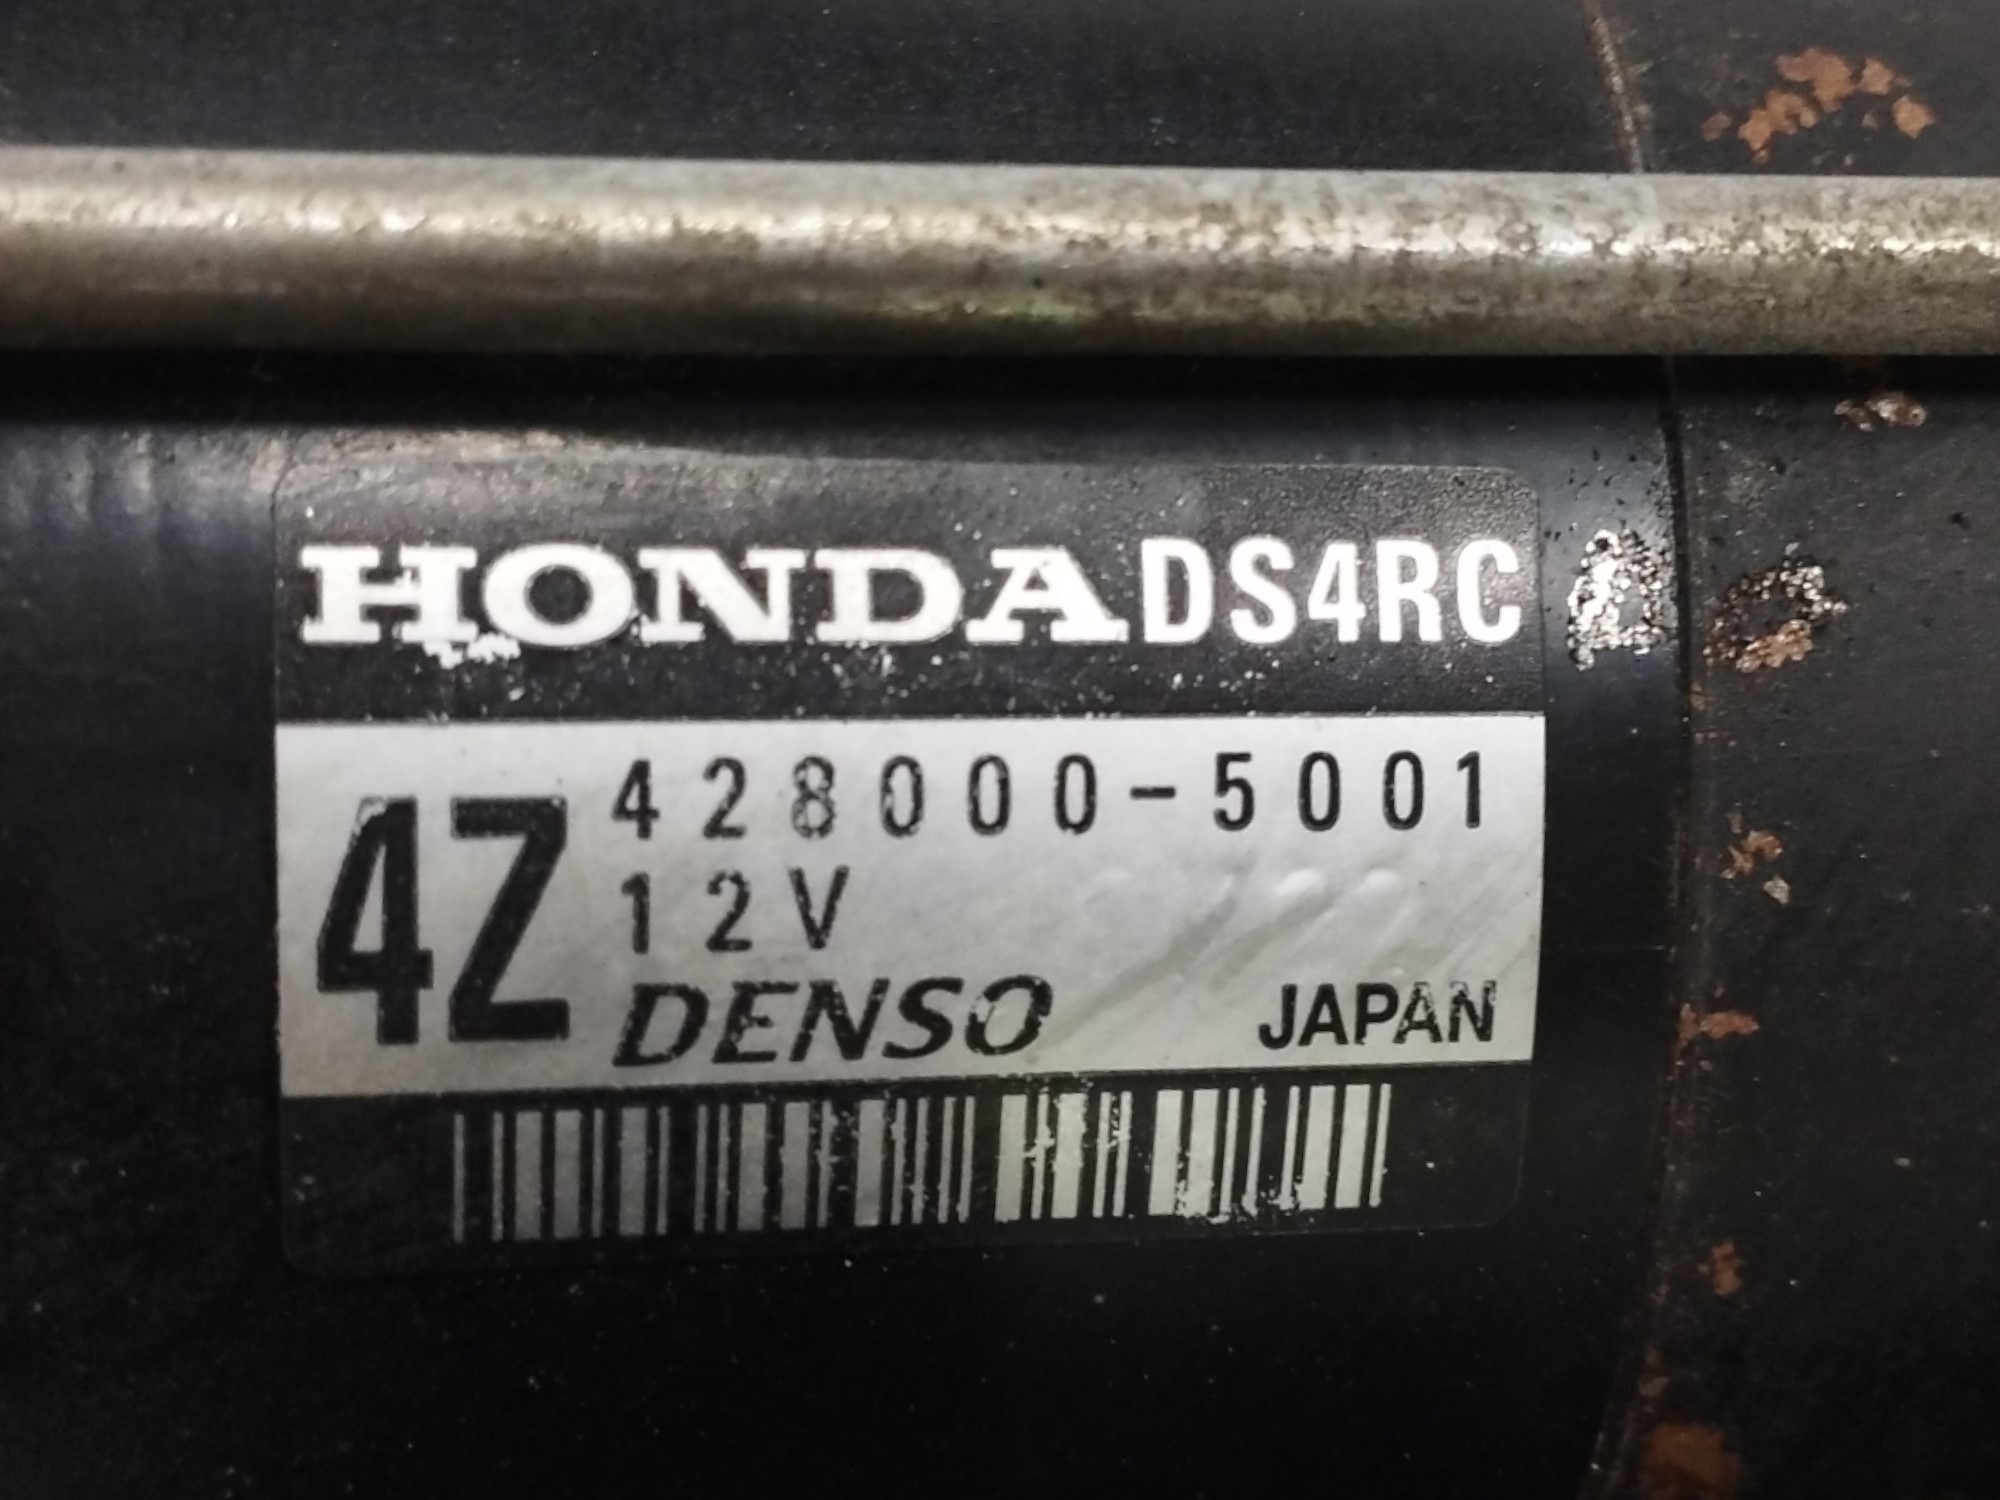 HONDA DS4RC
4Z
428000-5001
12V
DENSO JAPAN